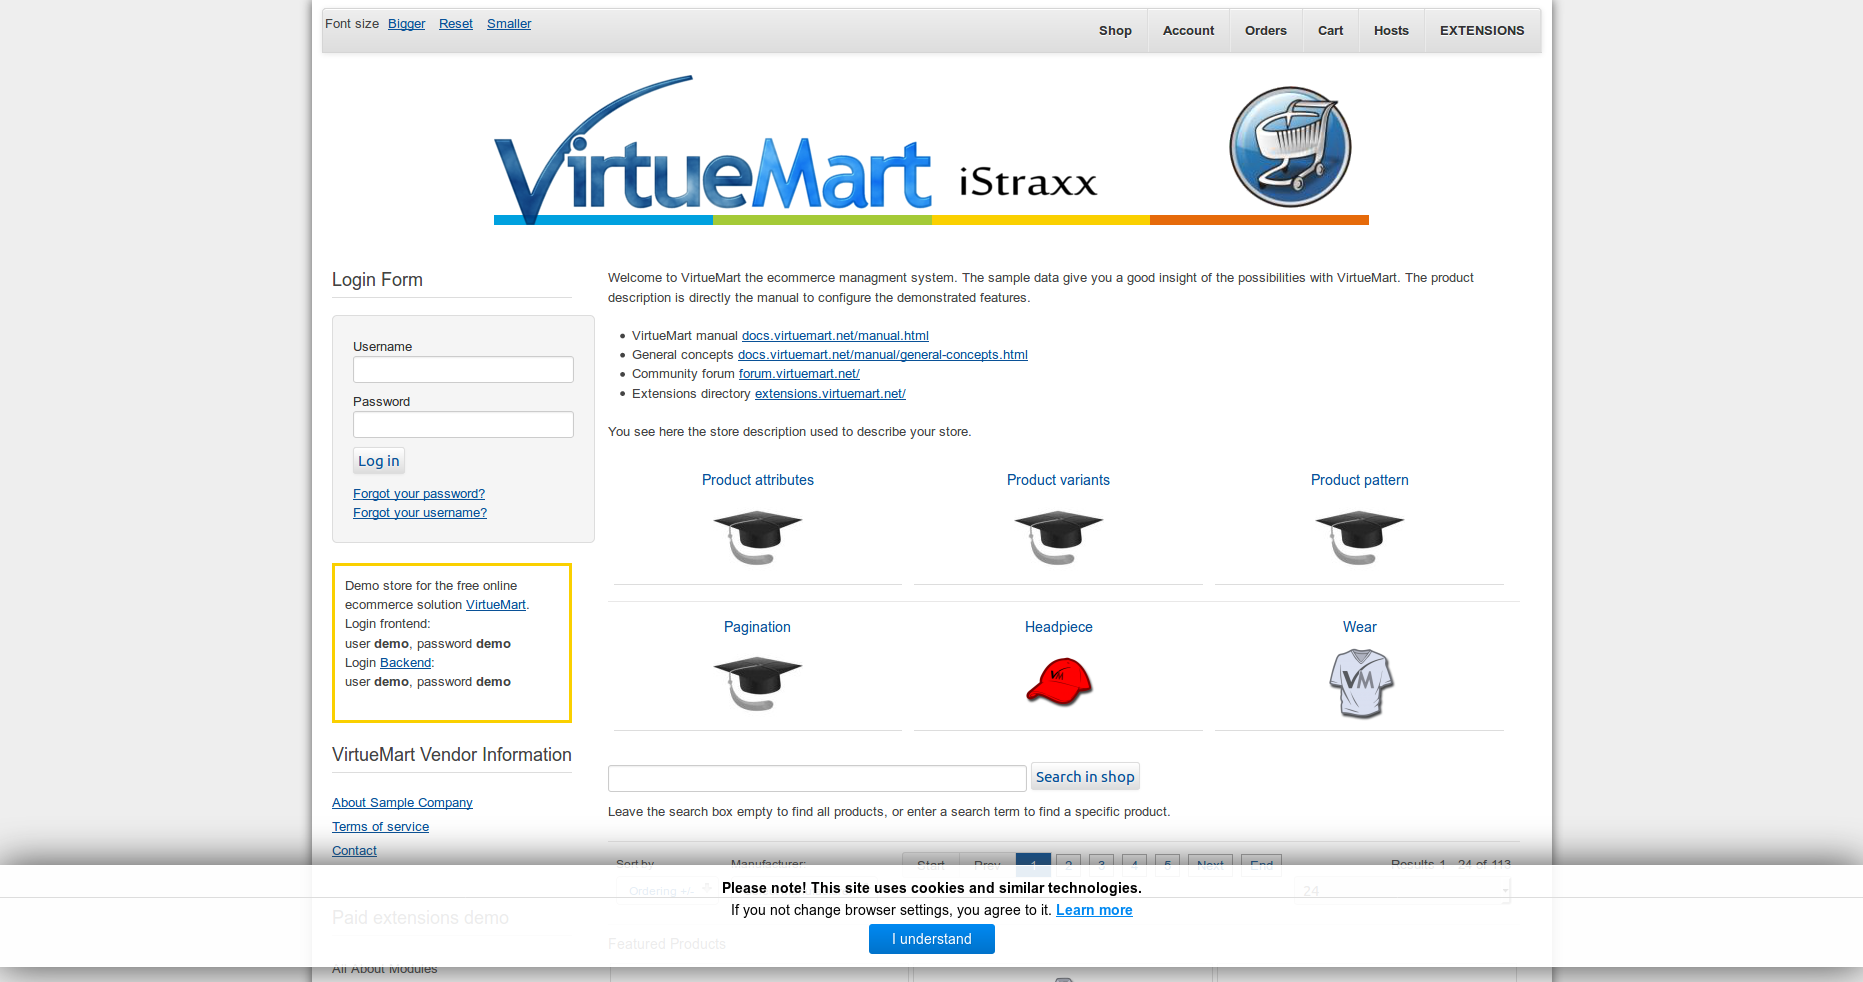 Font size Bigger Reset Smaller
Shop Account Orders Cart Hosts EXTENSIONS
VirtueMart iStraxx
Login Form
Username
Password
Log in
Forgot your password?
Forgot your username?
Demo store for the free online
ecommerce solution VirtueMart.
Login frontend:
user demo, password demo
Login Backend:
user demo, password demo
VirtueMart Vendor Information
About Sample Company
Terms of service
Contact
Paid extensions demo
All About Modules
Welcome to VirtueMart the ecommerce managment system. The sample data give you a good insight of the possibilities with VirtueMart. The product
description is directly the manual to configure the demonstrated features.
• VirtueMart manual docs.virtuemart.net/manual.html
• General concepts docs.virtuemart.net/manual/general-concepts.html
• Community forum forum.virtuemart.net/
• Extensions directory extensions.virtuemart.net/
You see here the store description used to describe your store.
Product attributes Product variants Product pattern
Pagination Headpiece Wear
VM VM
Search in shop
Leave the search box empty to find all products, or enter a search term to find a specific product.
Sort by Manufacturer: Start Prev 1 2 3 4 5 Next End Results 1 - 24 of 113
Ordering +/- 24
Featured Products
Please note! This site uses cookies and similar technologies.
If you not change browser settings, you agree to it. Learn more
I understand